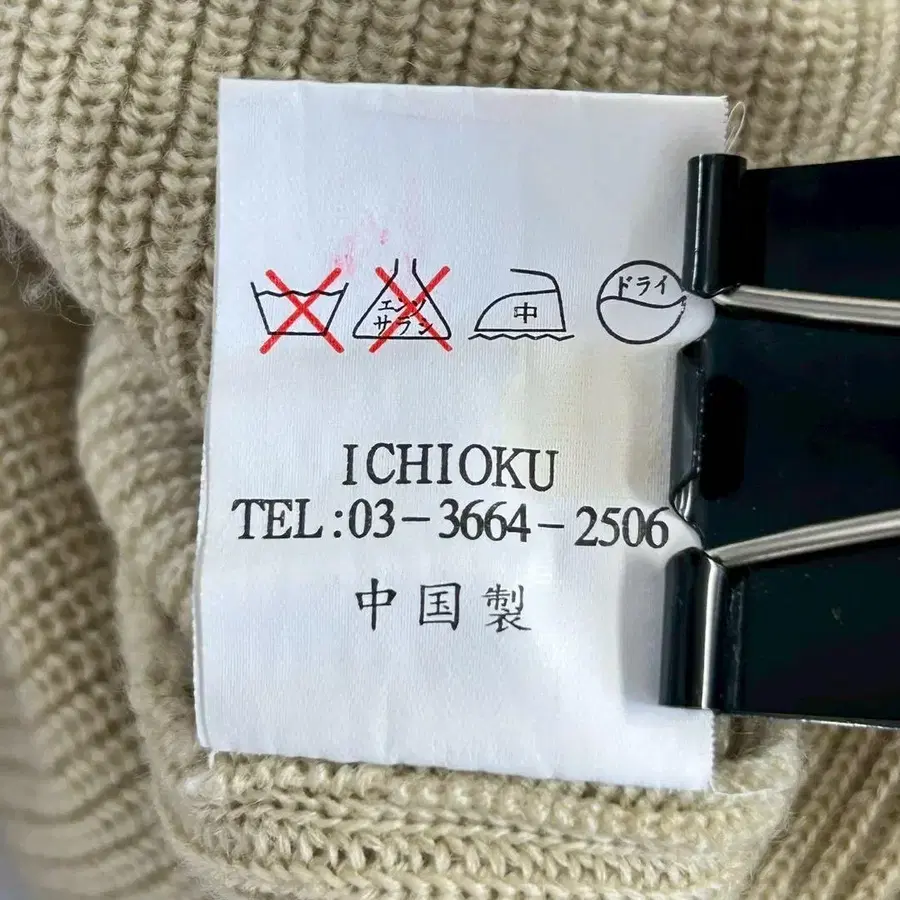 エンソ
サラシ
中
ドライ
ICHIOKU
TEL:03-3664-2506
中国製